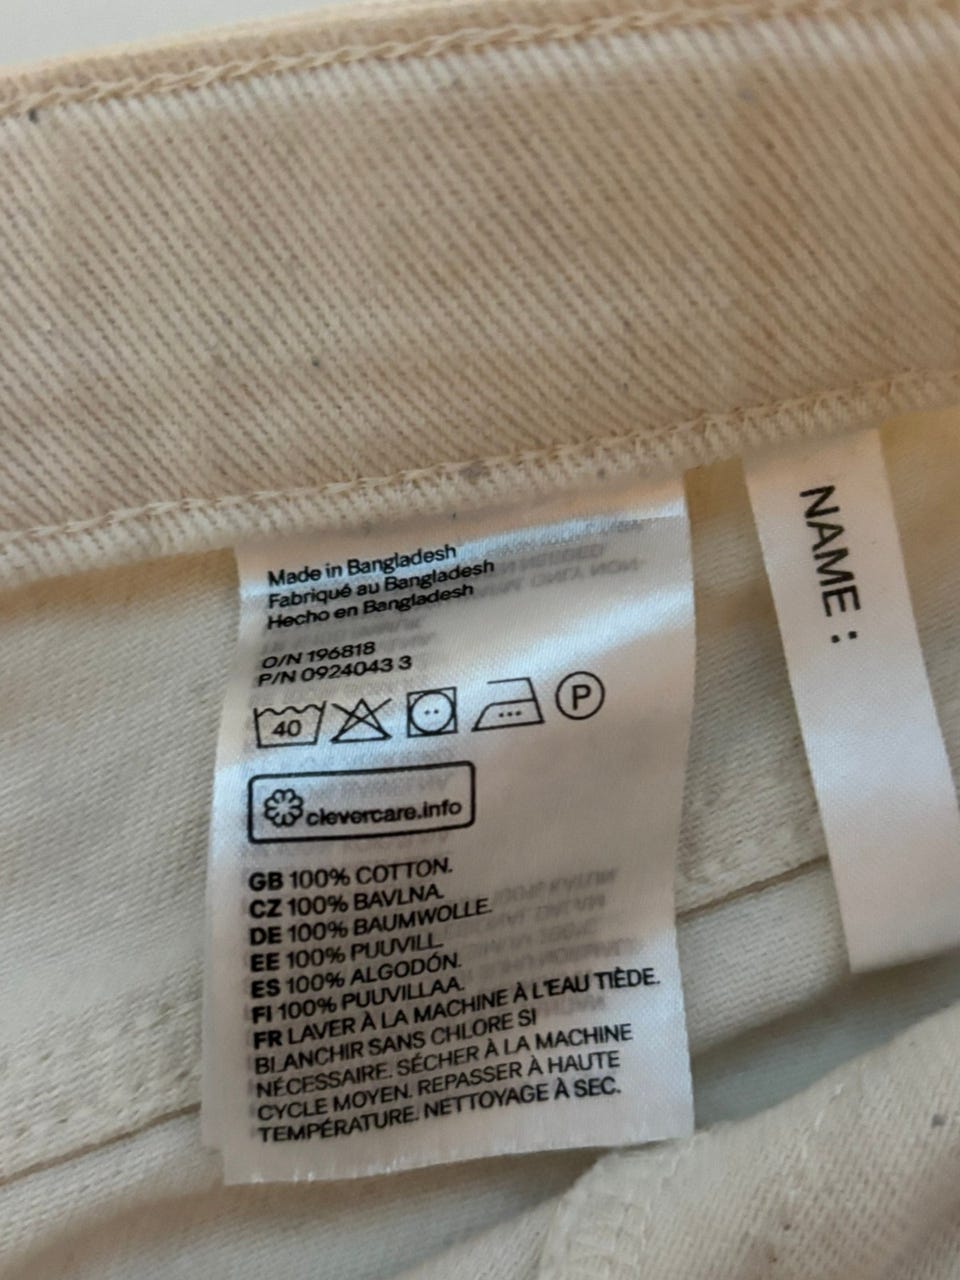 Made in Bangladesh
Fabriqué au Bangladesh
Hecho en Bangladesh
O/N 196818
P/N 0924043 3
40
P
clevercare.info
GB 100% COTTON.
CZ 100% BAVLNA.
DE 100% BAUMWOLLE.
EE 100% PUUVILL.
ES 100% ALGODÓN.
FI 100% PUUVILLAA.
FR LAVER À LA MACHINE À L'EAU TIÈDE.
BLANCHIR SANS CHLORE SI
NÉCESSAIRE. SÉCHER À LA MACHINE
CYCLE MOYEN. REPASSER À HAUTE
TEMPÉRATURE. NETTOYAGE À SEC.
NAME :